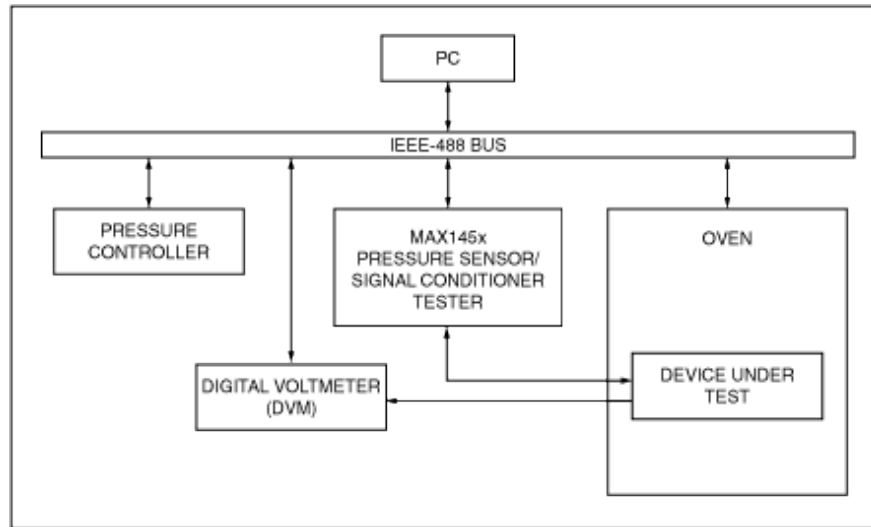 PC
IEEE-488 BUS
PRESSURE
CONTROLLER
MAX145x
PRESSURE SENSOR/
SIGNAL CONDITIONER
TESTER
OVEN
DIGITAL VOLTMETER
(DVM)
DEVICE UNDER
TEST